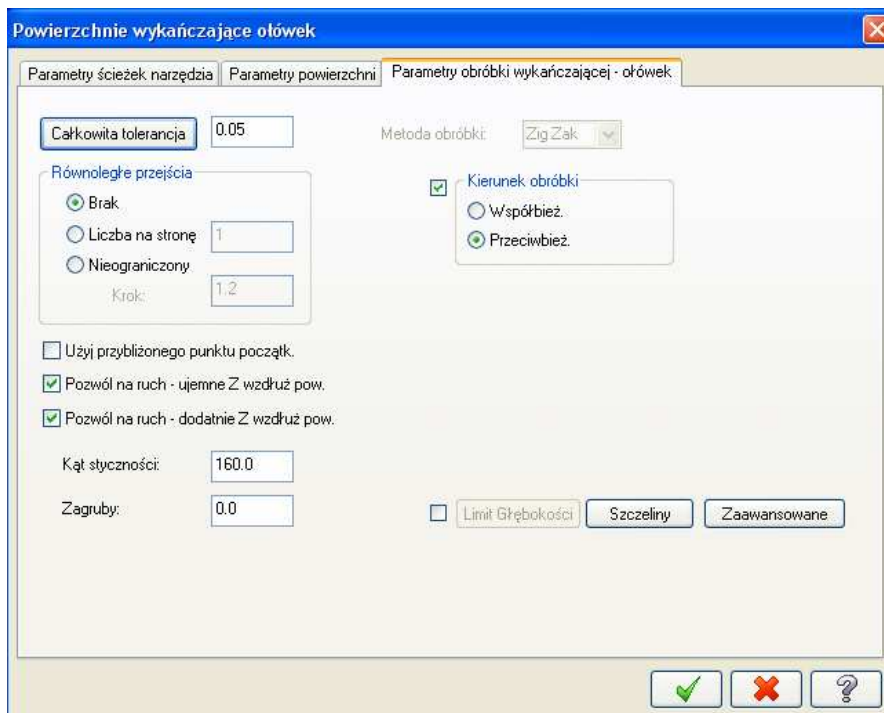 Powierzchnie wykańczające ołówek
Parametry ścieżek narzędzia
Parametry powierzchni
Parametry obróbki wykańczającej - ołówek
Całkowita tolerancja
0.05
Metoda obróbki:
Zig Zak
Równoległe przejścia
Brak
Liczba na stronę
1
Nieograniczony
Krok:
1.2
Kierunek obróbki
Współbież.
Przeciwbież.
Użyj przybliżonego punktu początk.
Pozwól na ruch - ujemne Z wzdłuż pow.
Pozwól na ruch - dodatnie Z wzdłuż pow.
Kąt styczności:
160.0
Zagruby:
0.0
Limit Głębokości
Szczeliny
Zaawansowane